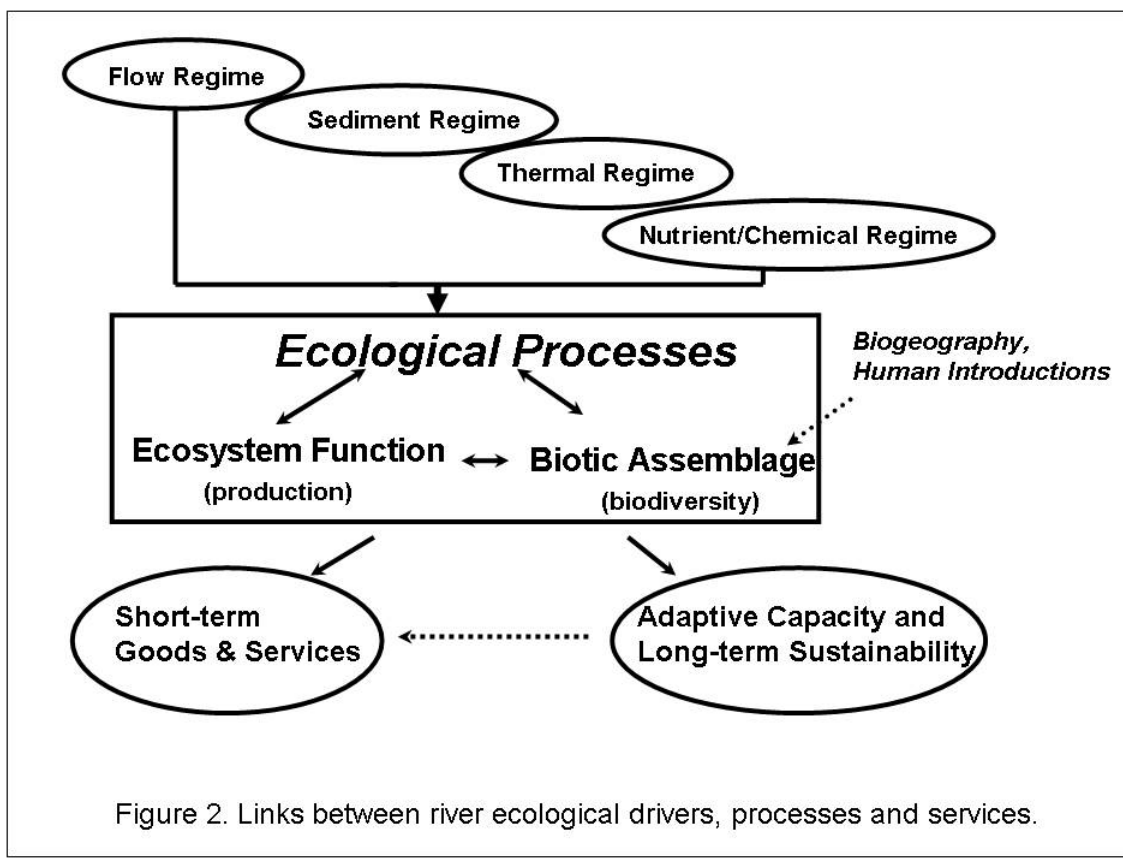 Flow Regime
Sediment Regime
Thermal Regime
Nutrient/Chemical Regime
Ecological Processes
Biogeography,
Human Introductions
Ecosystem Function
(production)
Biotic Assemblage
(biodiversity)
Short-term
Goods & Services
Adaptive Capacity and
Long-term Sustainability
Figure 2. Links between river ecological drivers, processes and services.